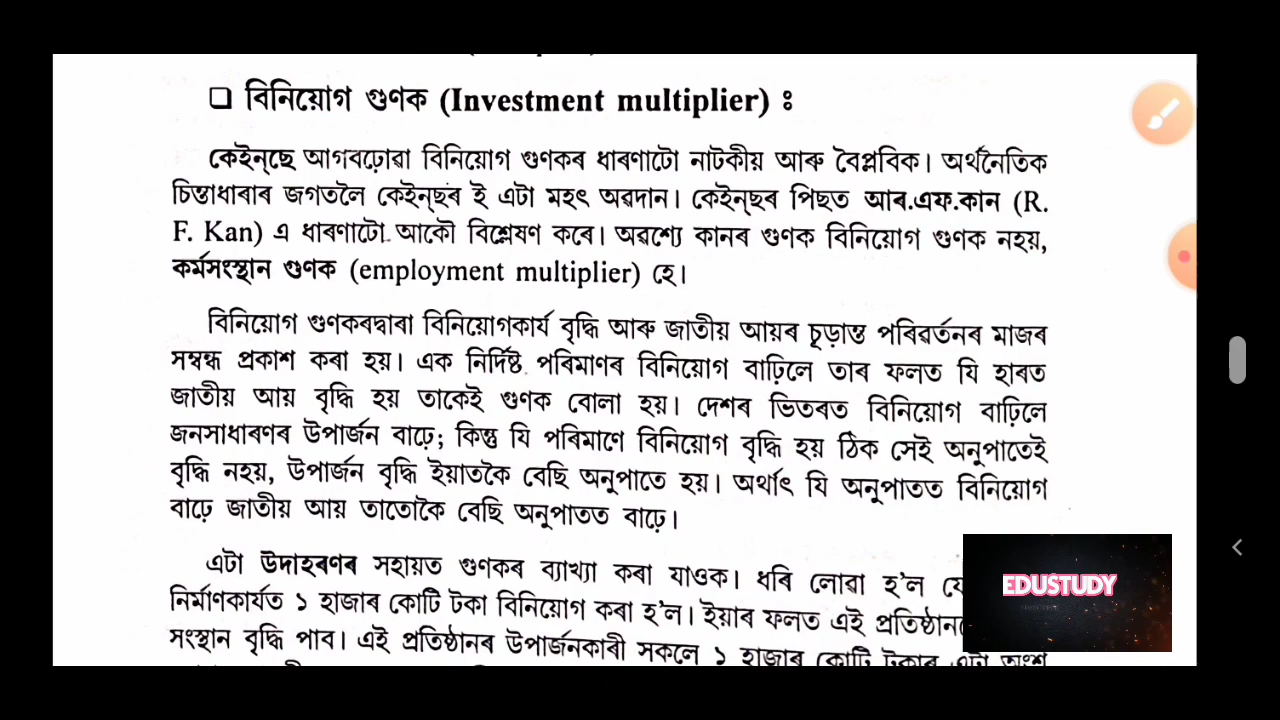 ❑ বিনিয়োগ গুণক (Investment multiplier) ঃ
কেইন্‌ছে আগবঢ়োৱা বিনিয়োগ গুণকৰ ধাৰণাটো নাটকীয় আৰু বৈপ্লৱিক। অৰ্থনৈতিক
চিন্তাধাৰাৰ জগতলৈ কেইন্‌ছৰ ই এটা মহৎ অৱদান। কেইন্‌ছৰ পিছত আৰ.এফ.কান (R.
F. Kan) এ ধাৰণাটো আকৌ বিশ্লেষণ কৰে। অৱশ্যে কানৰ গুণক বিনিয়োগ গুণক নহয়,
কৰ্মসংস্থান গুণক (employment multiplier) হে।
বিনিয়োগ গুণকৰদ্বাৰা বিনিয়োগকাৰ্য বৃদ্ধি আৰু জাতীয় আয়ৰ চূড়ান্ত পৰিৱৰ্তনৰ মাজৰ
সম্বন্ধ প্ৰকাশ কৰা হয়। এক নিৰ্দিষ্ট পৰিমাণৰ বিনিয়োগ বাঢ়িলে তাৰ ফলত যি হাৰত
জাতীয় আয় বৃদ্ধি হয় তাকেই গুণক বোলা হয়। দেশৰ ভিতৰত বিনিয়োগ বাঢ়িলে
জনসাধাৰণৰ উপাৰ্জন বাঢ়ে; কিন্তু যি পৰিমাণে বিনিয়োগ বৃদ্ধি হয় ঠিক সেই অনুপাতেই
বৃদ্ধি নহয়, উপাৰ্জন বৃদ্ধি ইয়াতকৈ বেছি অনুপাতে হয়। অৰ্থাৎ যি অনুপাতত বিনিয়োগ
বাঢ়ে জাতীয় আয় তাতোকৈ বেছি অনুপাতত বাঢ়ে।
এটা উদাহৰণৰ সহায়ত গুণকৰ ব্যাখ্যা কৰা যাওক। ধৰি লোৱা হ'ল
নিৰ্মাণকাৰ্যত ১ হাজাৰ কোটি টকা বিনিয়োগ কৰা হ'ল। ইয়াৰ ফলত এই
সংস্থান বৃদ্ধি পাব। এই প্ৰতিষ্ঠানৰ উপাৰ্জনকাৰী সকলে ১ হাজাৰ কোটি টকাৰ এটা অংশ
EDUSTUDY